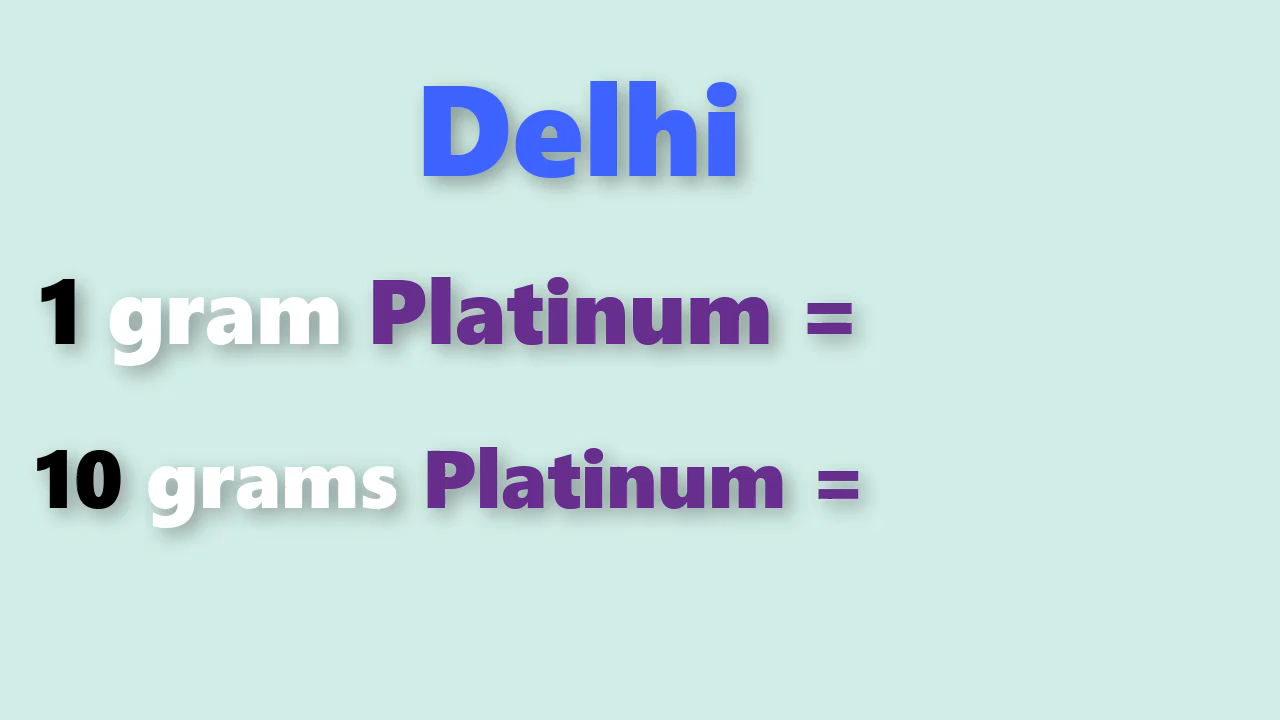 Delhi
1 gram Platinum =
10 grams Platinum =